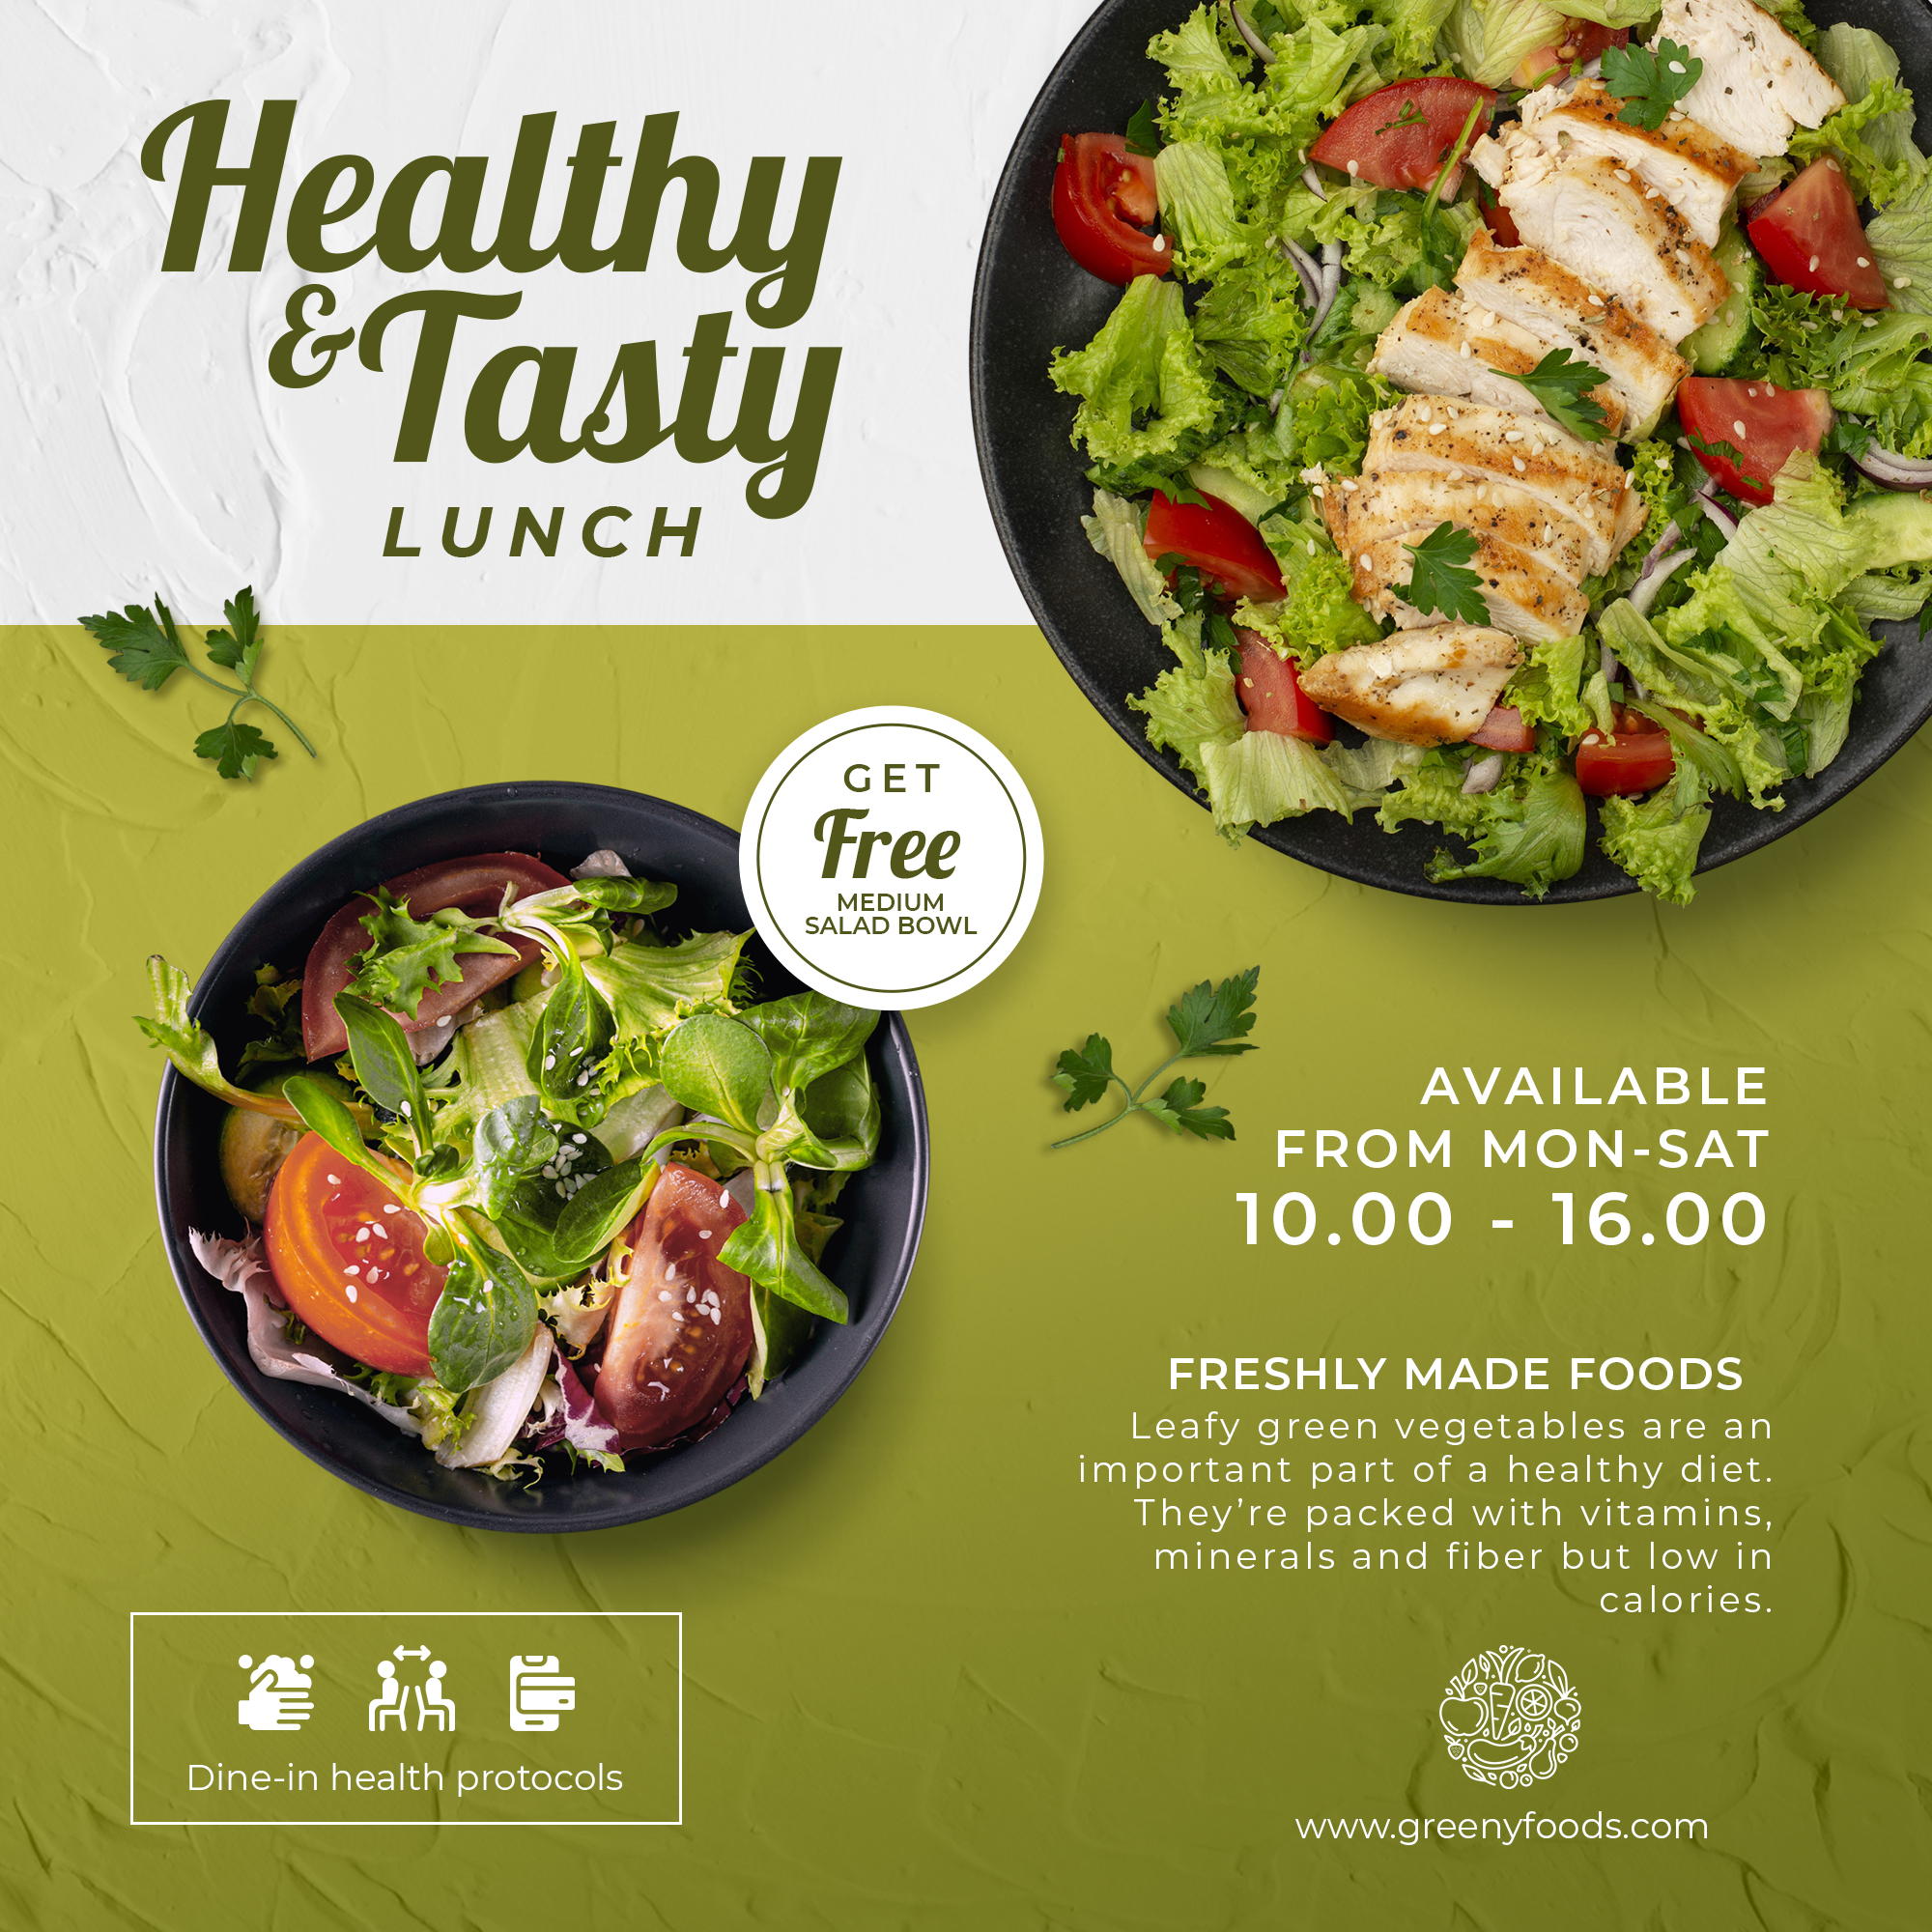 Healthy
&Tasty
LUNCH
GET
Free
MEDIUM
SALAD BOWL
AVAILABLE
FROM MON-SAT
10.00 - 16.00
FRESHLY MADE FOODS
Leafy green vegetables are an
important part of a healthy diet.
They’re packed with vitamins,
minerals and fiber but low in
calories.
Dine-in health protocols
www.greenyfoods.com